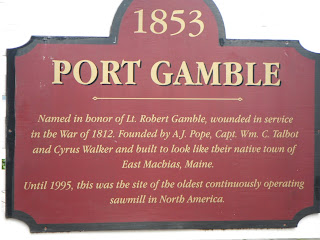 1853
PORT GAMBLE
Named in honor of Lt. Robert Gamble, wounded in service
in the War of 1812. Founded by A.J. Pope, Capt. Wm. C. Talbot
and Cyrus Walker and built to look like their native town of
East Machias, Maine.
Until 1995, this was the site of the oldest continuously operating
sawmill in North America.